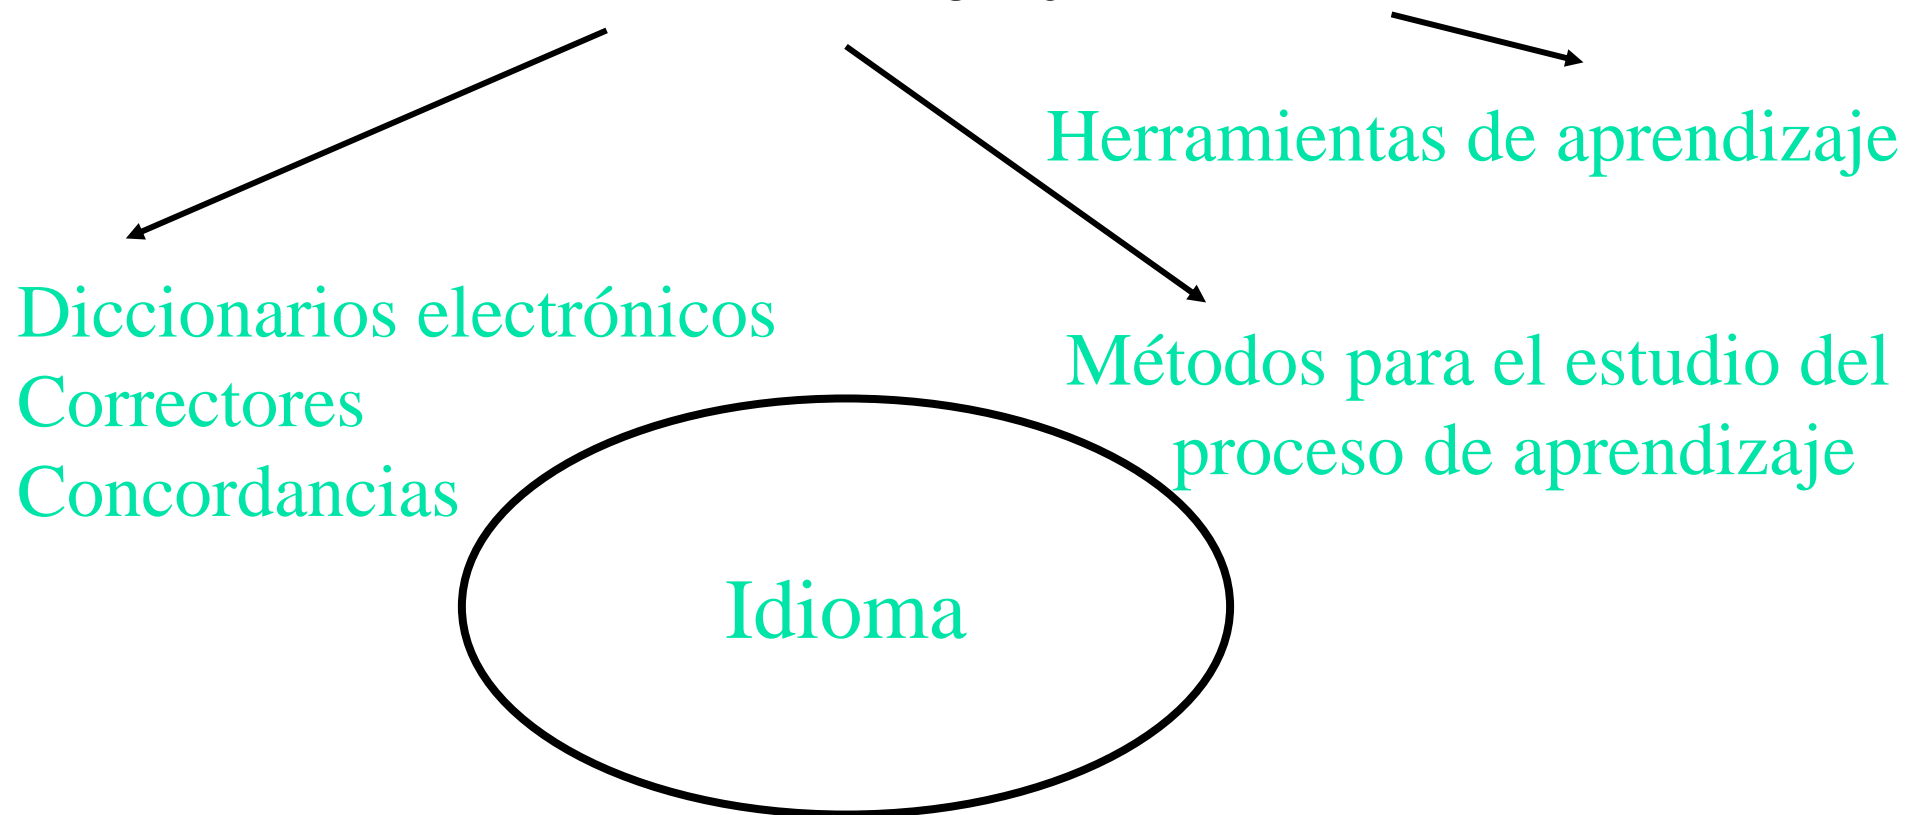 Herramientas de aprendizaje
Diccionarios electrónicos
Correctores
Concordancias
Métodos para el estudio del
proceso de aprendizaje
Idioma